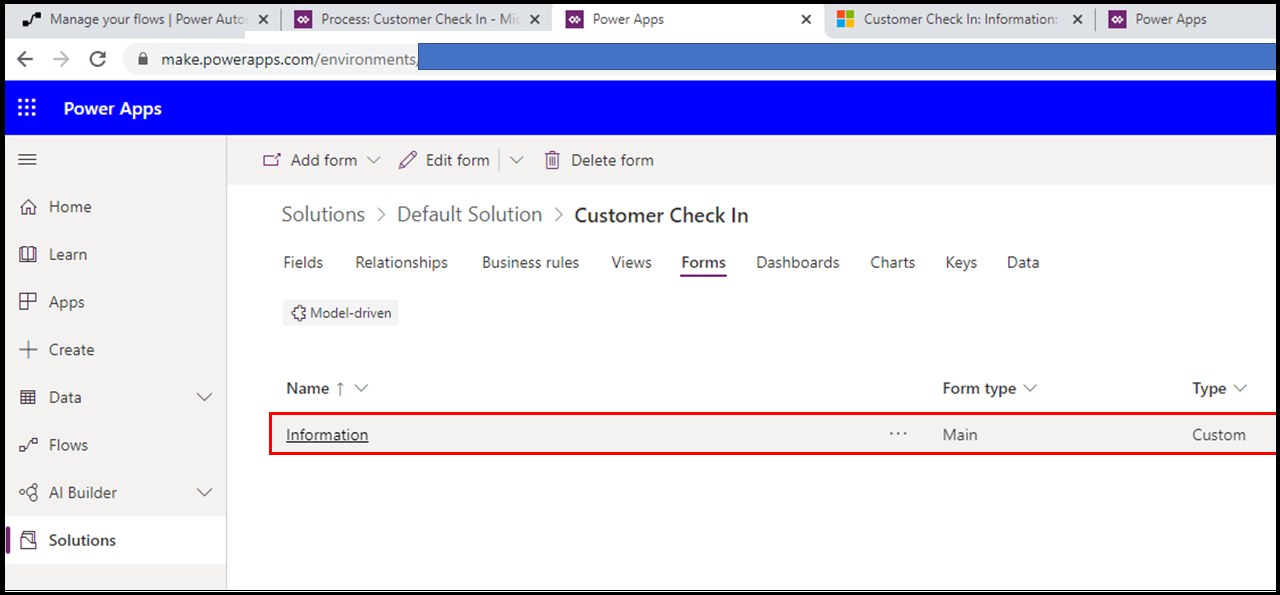 Manage your flows | Power Auto
Process: Customer Check In - Mic
Power Apps
Customer Check In: Information:
Power Apps
make.powerapps.com/environments/
Power Apps
Add form
Edit form
Delete form
Home
Learn
Apps
Create
Data
Flows
AI Builder
Solutions
Solutions > Default Solution > Customer Check In
Fields Relationships Business rules Views Forms Dashboards Charts Keys Data
Model-driven
Name ↑ Form type Type
Information ··· Main Custom